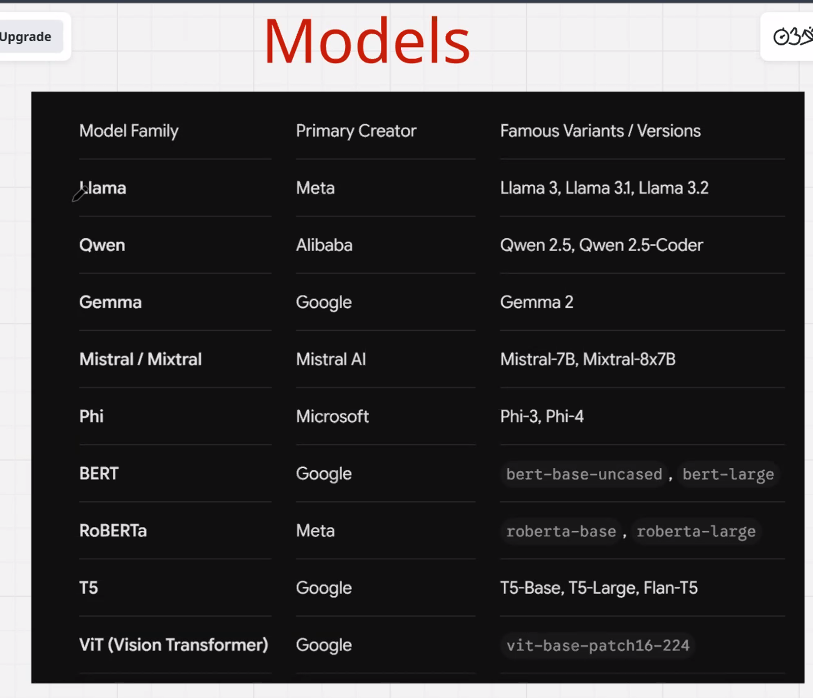 Upgrade
Models
Model Family Primary Creator Famous Variants / Versions
Llama Meta Llama 3, Llama 3.1, Llama 3.2
Qwen Alibaba Qwen 2.5, Qwen 2.5-Coder
Gemma Google Gemma 2
Mistral / Mixtral Mistral AI Mistral-7B, Mixtral-8x7B
Phi Microsoft Phi-3, Phi-4
BERT Google bert-base-uncased , bert-large
RoBERTa Meta roberta-base , roberta-large
T5 Google T5-Base, T5-Large, Flan-T5
ViT (Vision Transformer) Google vit-base-patch16-224